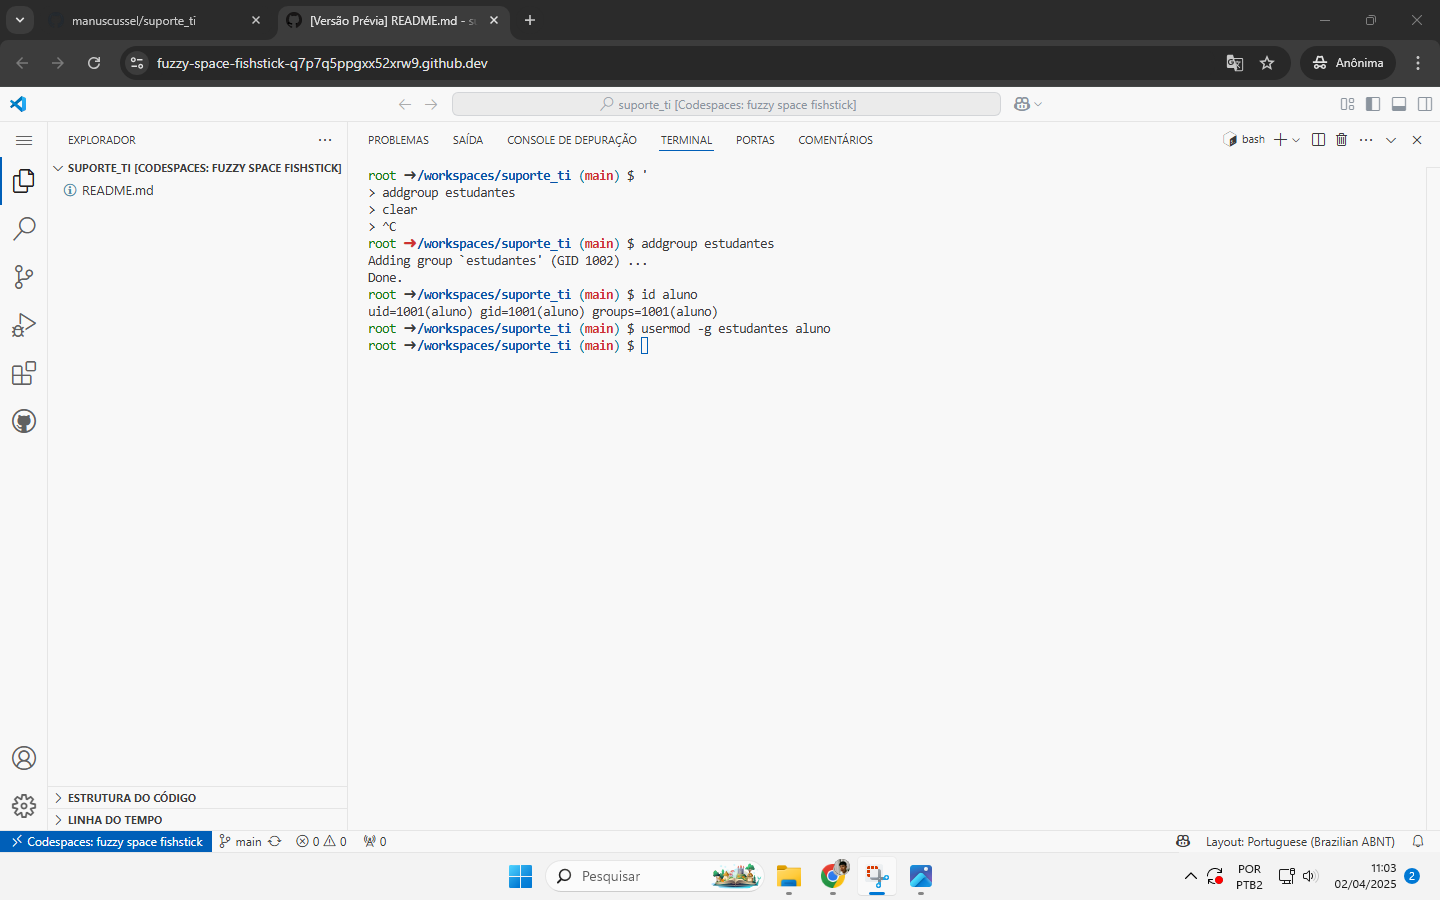 manuscussel/suporte_ti
[Versão Prévia] README.md - su
fuzzy-space-fishstick-q7p7q5ppgxx52xrw9.github.dev
Anônima
suporte_ti [Codespaces: fuzzy space fishstick]
EXPLORADOR
SUPORTE_TI [CODESPACES: FUZZY SPACE FISHSTICK]
README.md
PROBLEMAS
SAÍDA
CONSOLE DE DEPURAÇÃO
TERMINAL
PORTAS
COMENTÁRIOS
bash
root ➜/workspaces/suporte_ti (main) $ '
> addgroup estudantes
> clear
> ^C
root ➜/workspaces/suporte_ti (main) $ addgroup estudantes
Adding group `estudantes' (GID 1002) ...
Done.
root ➜/workspaces/suporte_ti (main) $ id aluno
uid=1001(aluno) gid=1001(aluno) groups=1001(aluno)
root ➜/workspaces/suporte_ti (main) $ usermod -g estudantes aluno
root ➜/workspaces/suporte_ti (main) $
ESTRUTURA DO CÓDIGO
LINHA DO TEMPO
Codespaces: fuzzy space fishstick
main
0
0
0
Layout: Portuguese (Brazilian ABNT)
Pesquisar
POR
PTB2
11:03
02/04/2025
2